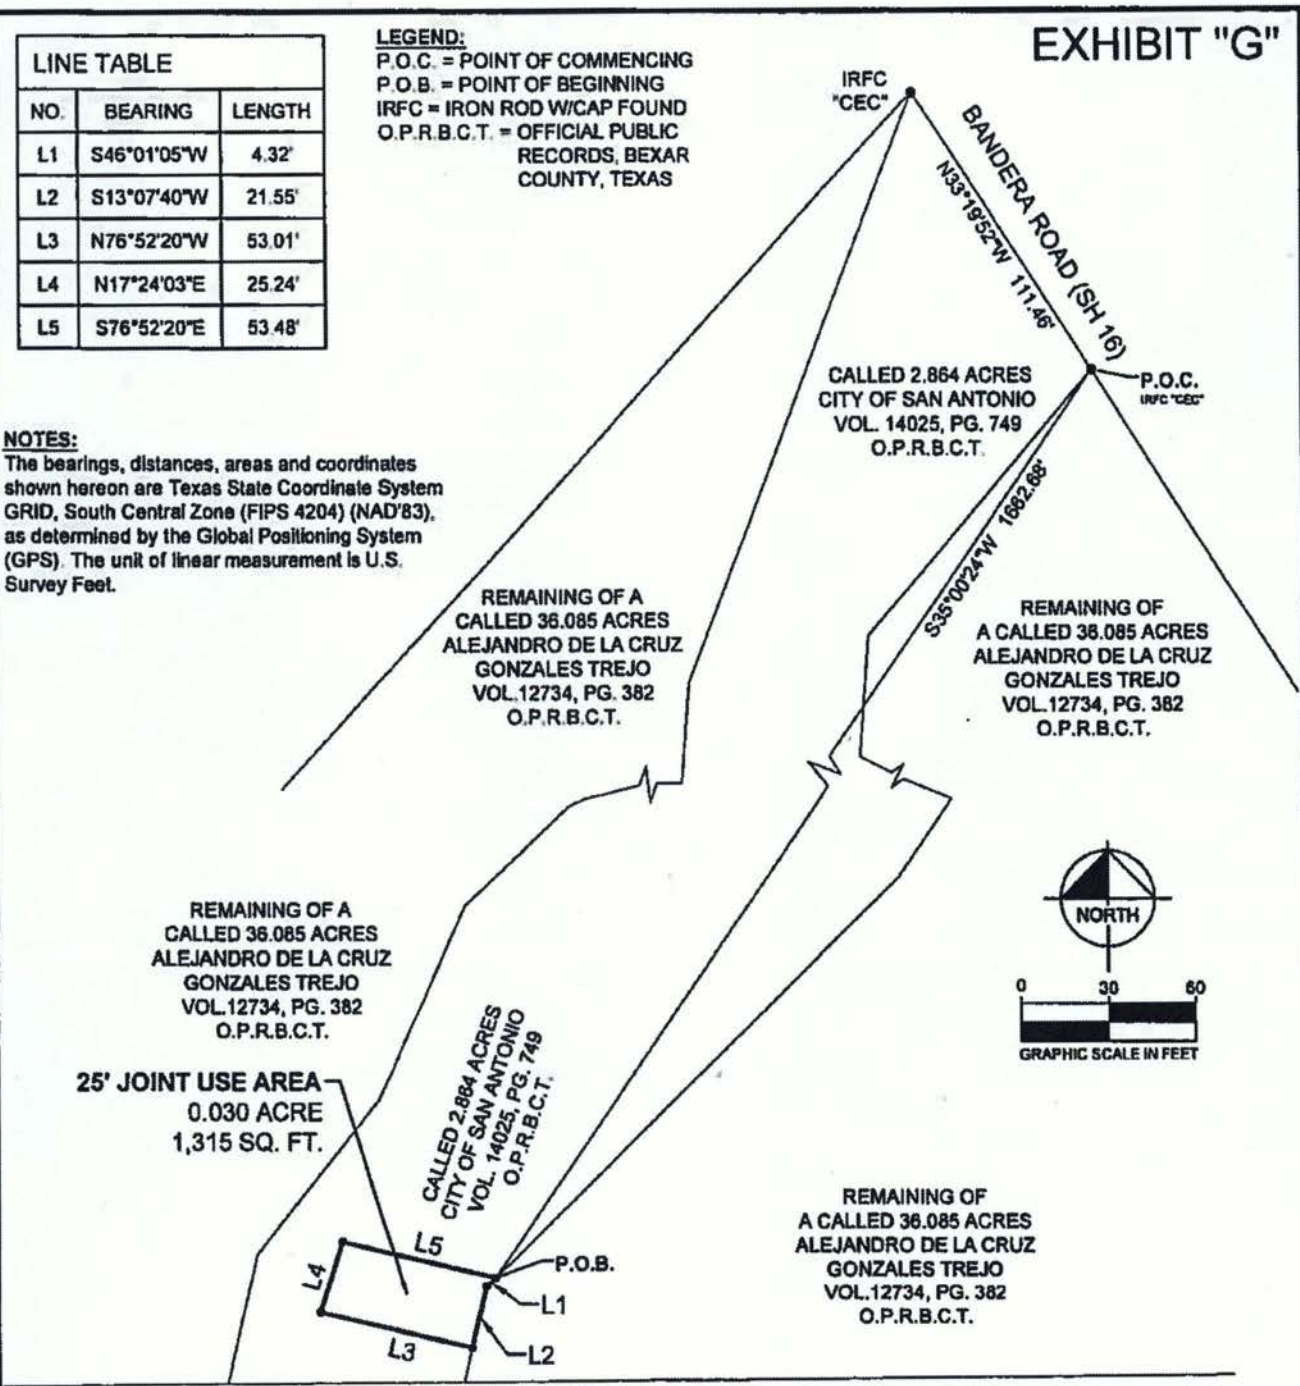 EXHIBIT "G"
LINE TABLE
NO. BEARING LENGTH
L1 S46°01'05"W 4.32'
L2 S13°07'40"W 21.55'
L3 N76°52'20"W 53.01'
L4 N17°24'03"E 25.24'
L5 S76°52'20"E 53.48'
LEGEND:
P.O.C. = POINT OF COMMENCING
P.O.B. = POINT OF BEGINNING
IRFC = IRON ROD W/CAP FOUND
O.P.R.B.C.T. = OFFICIAL PUBLIC
RECORDS, BEXAR
COUNTY, TEXAS
IRFC
"CEC"
BANDERA ROAD (SH 16)
N33°19'52"W 111.46'
P.O.C.
IRFC "CEC"
CALLED 2.864 ACRES
CITY OF SAN ANTONIO
VOL. 14025, PG. 749
O.P.R.B.C.T.
NOTES:
The bearings, distances, areas and coordinates
shown hereon are Texas State Coordinate System
GRID, South Central Zone (FIPS 4204) (NAD'83),
as determined by the Global Positioning System
(GPS). The unit of linear measurement is U.S.
Survey Feet.
S35°00'24"W 1682.68'
REMAINING OF A
CALLED 36.085 ACRES
ALEJANDRO DE LA CRUZ
GONZALES TREJO
VOL.12734, PG. 382
O.P.R.B.C.T.
REMAINING OF
A CALLED 36.085 ACRES
ALEJANDRO DE LA CRUZ
GONZALES TREJO
VOL.12734, PG. 382
O.P.R.B.C.T.
NORTH
0 30 60
GRAPHIC SCALE IN FEET
REMAINING OF A
CALLED 36.085 ACRES
ALEJANDRO DE LA CRUZ
GONZALES TREJO
VOL.12734, PG. 382
O.P.R.B.C.T.
25' JOINT USE AREA
0.030 ACRE
1,315 SQ. FT.
CALLED 2.864 ACRES
CITY OF SAN ANTONIO
VOL. 14025, PG. 749
O.P.R.B.C.T.
REMAINING OF
A CALLED 36.085 ACRES
ALEJANDRO DE LA CRUZ
GONZALES TREJO
VOL.12734, PG. 382
O.P.R.B.C.T.
L5
P.O.B.
L4
L1
L3
L2